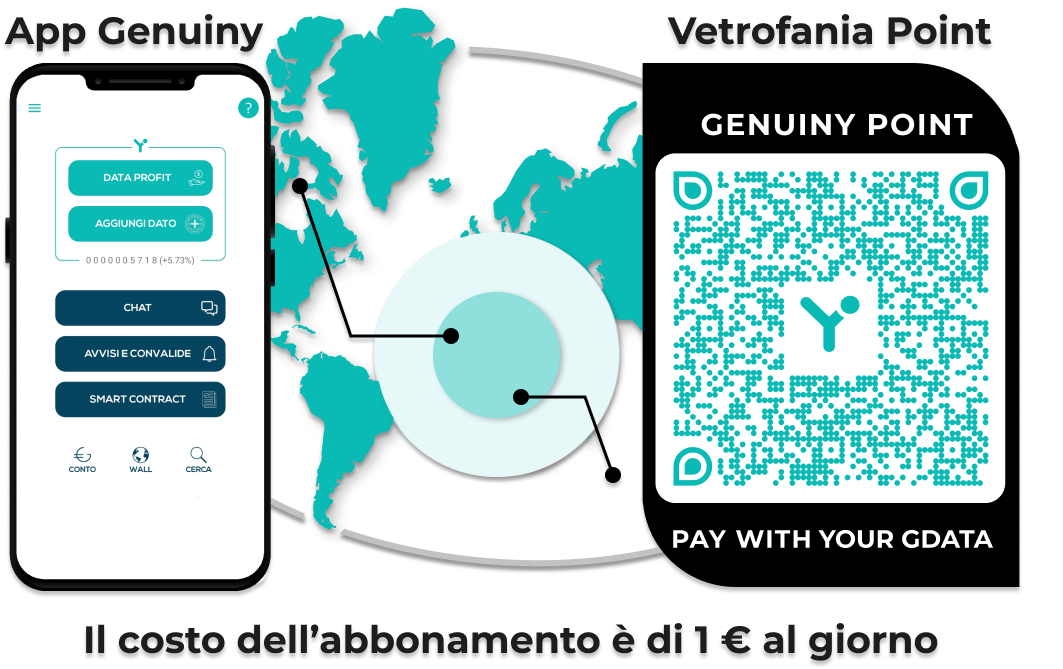 App Genuiny
Vetrofania Point
?
DATA PROFIT
AGGIUNGI DATO
0000005718 (+5.73%)
CHAT
AVVISI E CONVALIDE
SMART CONTRACT
CONTO
WALL
CERCA
GENUINY POINT
PAY WITH YOUR GDATA
Il costo dell’abbonamento è di 1 € al giorno